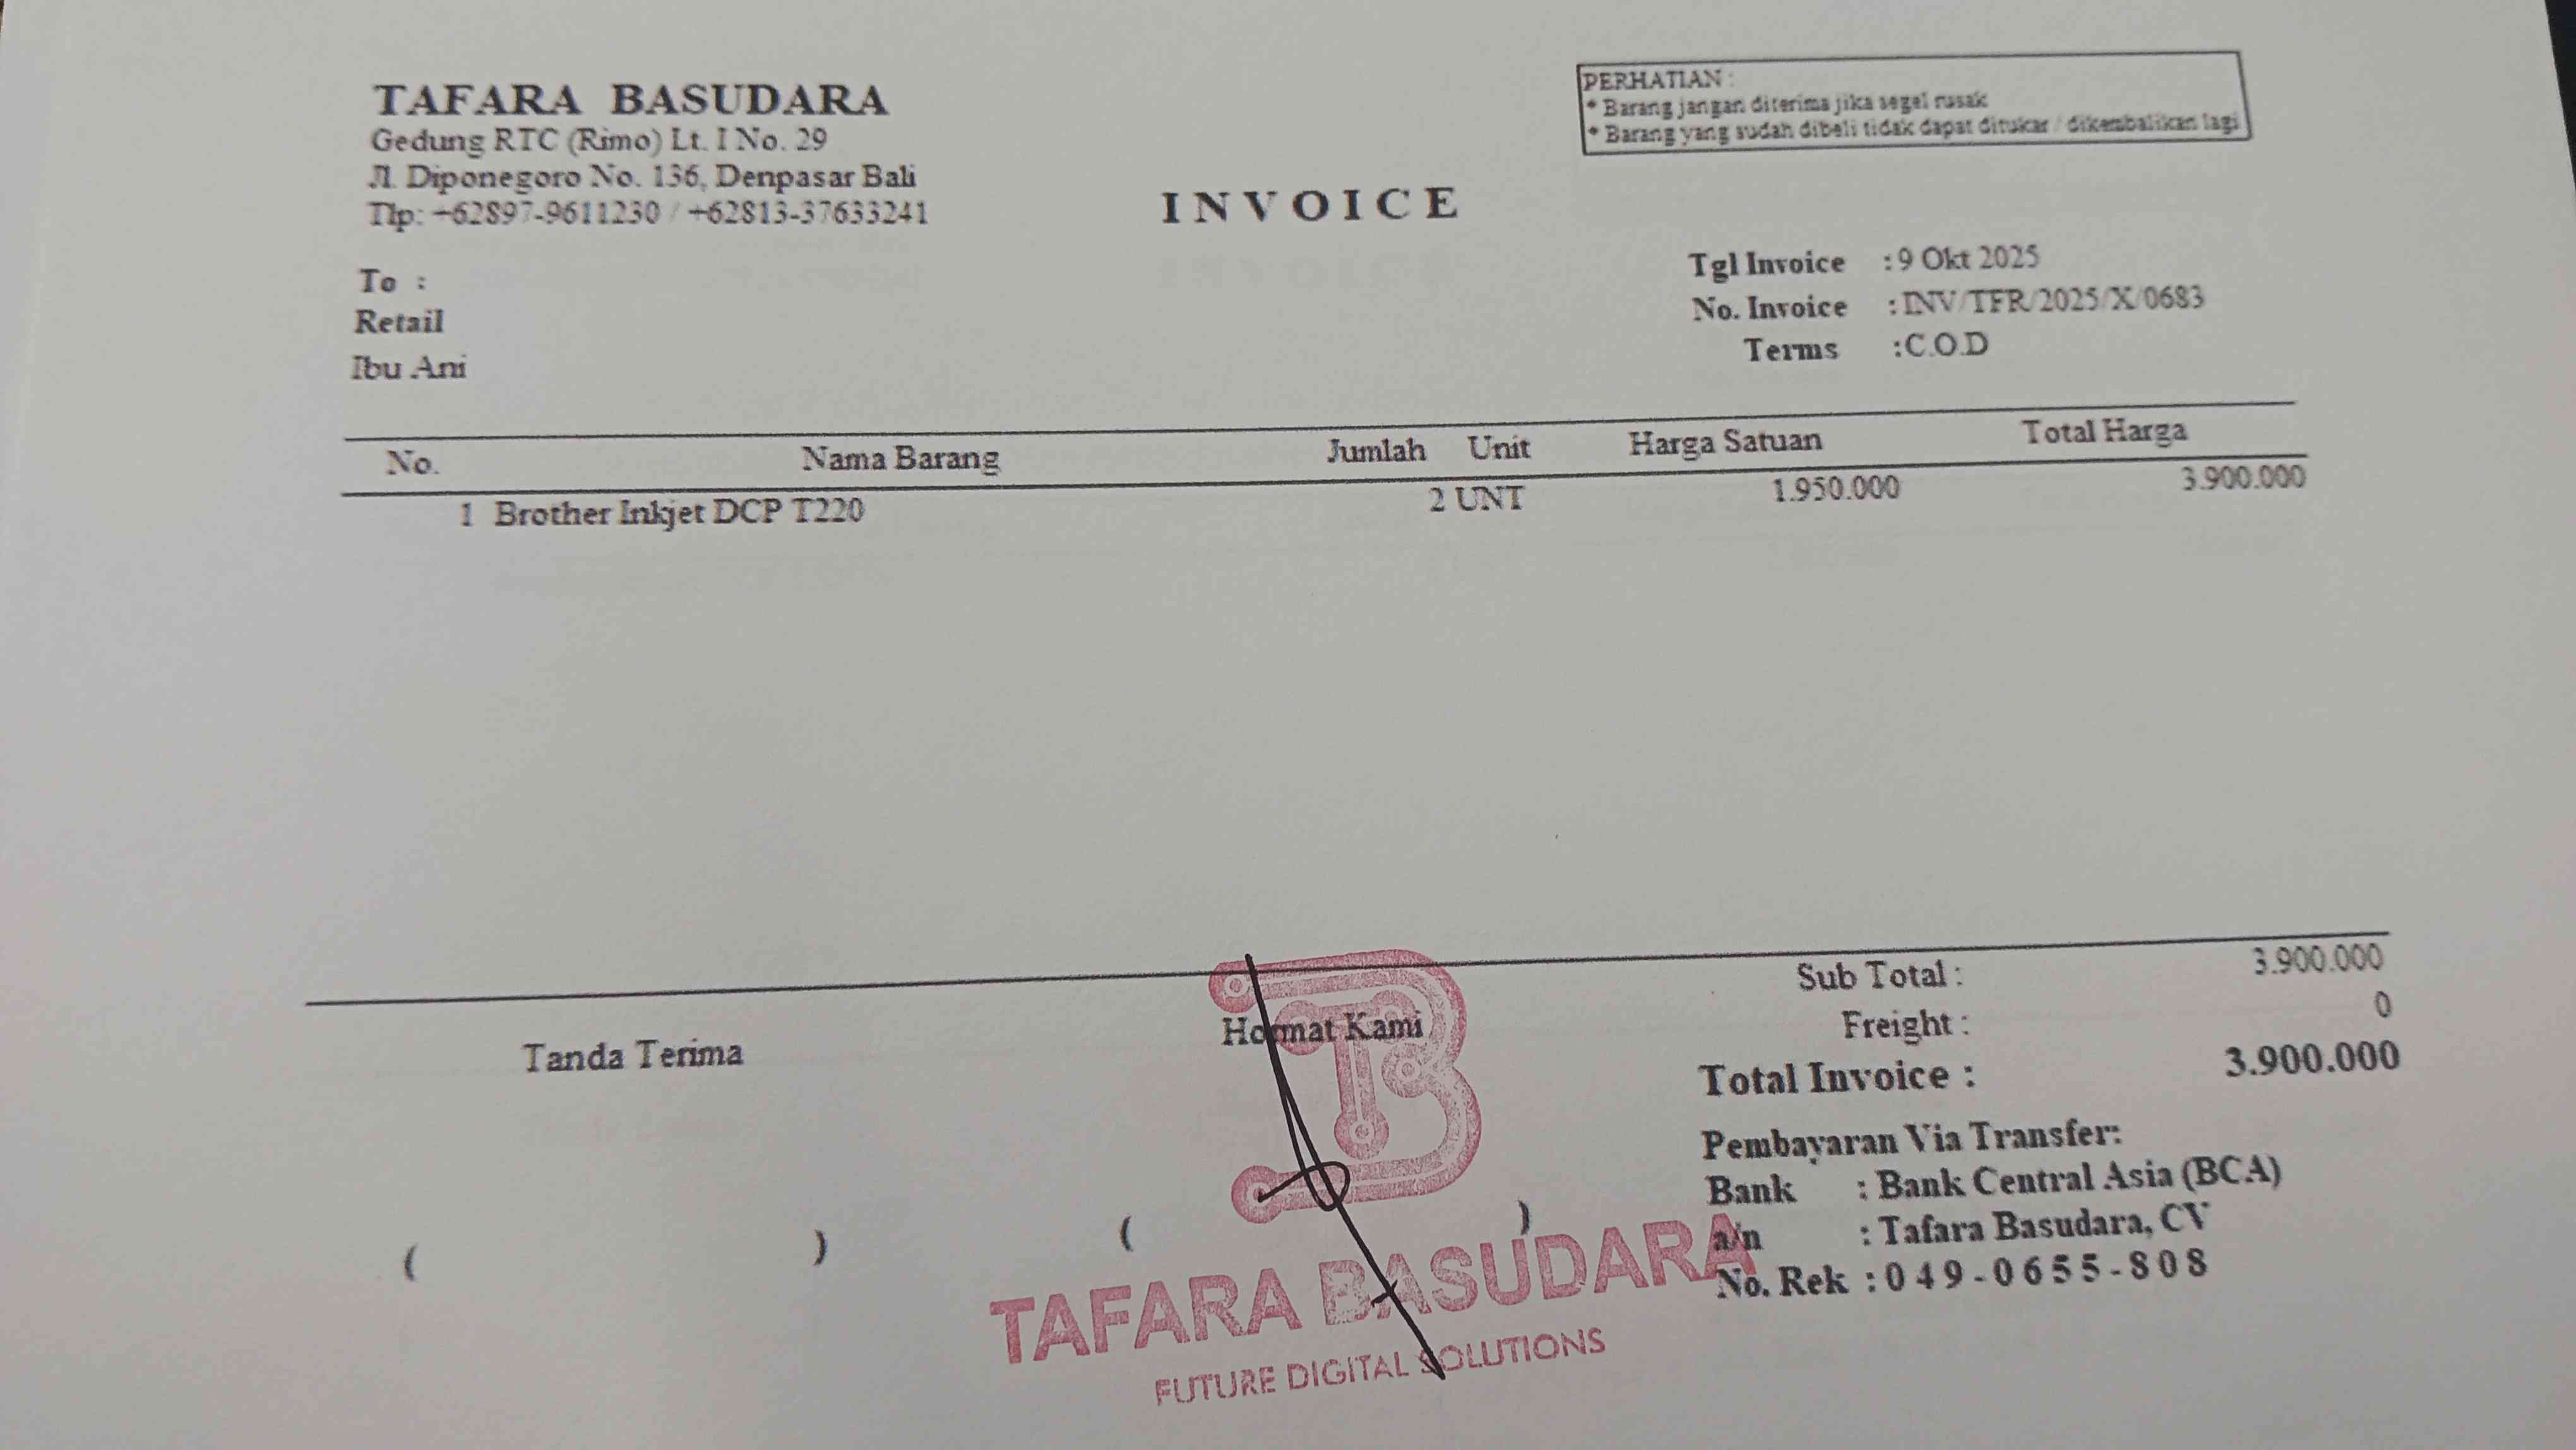 TAFARA BASUDARA
Gedung RTC (Rimo) Lt. I No. 29
Jl. Diponegoro No. 136, Denpasar Bali
Tlp: +62897-9611230 / +62813-37633241
PERHATIAN :
* Barang jangan diterima jika segel rusak
* Barang yang sudah dibeli tidak dapat ditukar / dikembalikan lagi
INVOICE
To :
Retail
Ibu Ani
Tgl Invoice : 9 Okt 2025
No. Invoice : INV/TFR/2025/X/0683
Terms : C.O.D
No. Nama Barang Jumlah Unit Harga Satuan Total Harga
1 Brother Inkjet DCP T220 2 UNT 1.950.000 3.900.000
Sub Total : 3.900.000
Freight : 0
Total Invoice : 3.900.000
Tanda Terima
Hormat Kami
( )
( )
Pembayaran Via Transfer:
Bank : Bank Central Asia (BCA)
a/n : Tafara Basudara, CV
No. Rek : 049-0655-808
TB
TAFARA BASUDARA
FUTURE DIGITAL SOLUTIONS